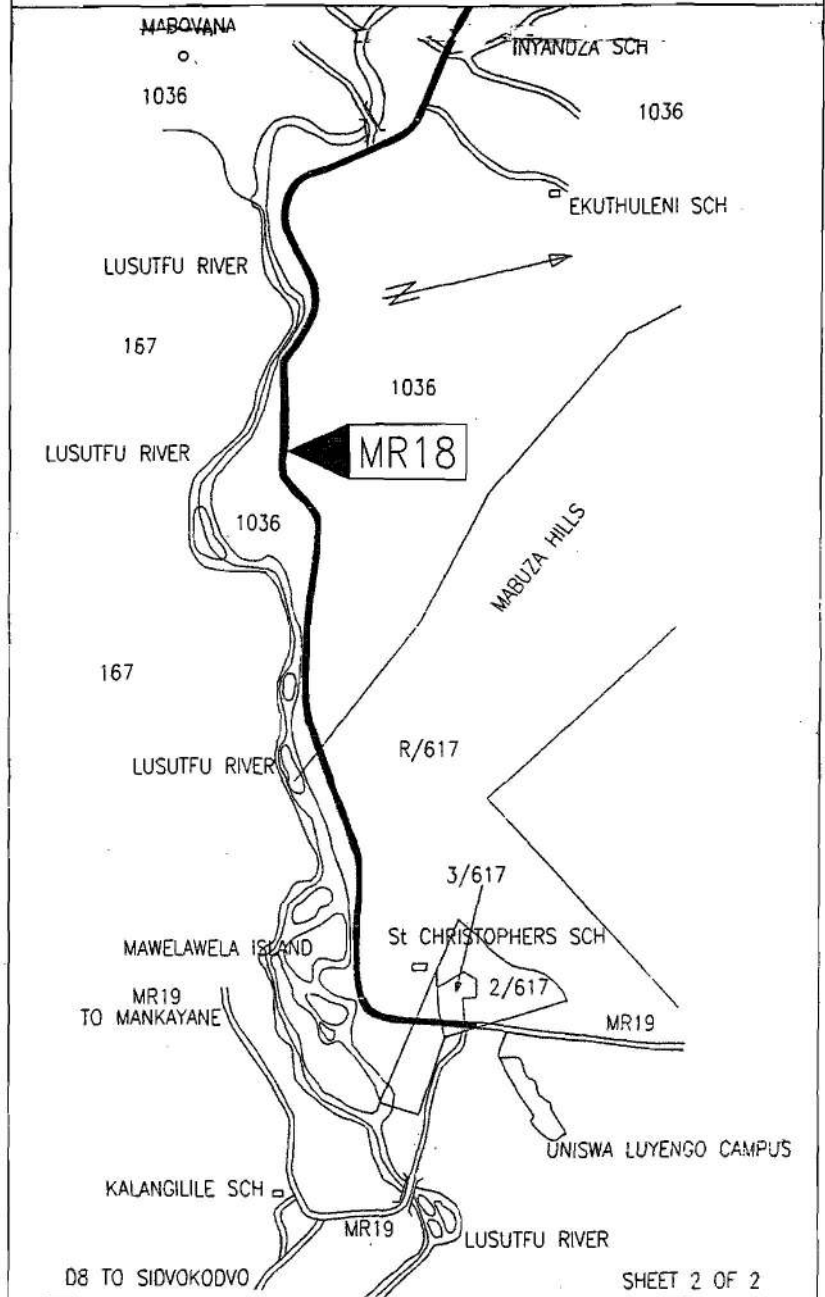 MABOVANA
INYANDZA SCH
1036
1036
EKUTHULENI SCH
LUSUTFU RIVER
N
167
1036
LUSUTFU RIVER
MR18
1036
MABUZA HILLS
167
R/617
LUSUTFU RIVER
3/617
St CHRISTOPHERS SCH
MAWELAWELA ISLAND
2/617
MR19
TO MANKAYANE
MR19
UNISWA LUYENGO CAMPUS
KALANGILILE SCH
MR19
LUSUTFU RIVER
D8 TO SIDVOKODVO
SHEET 2 OF 2